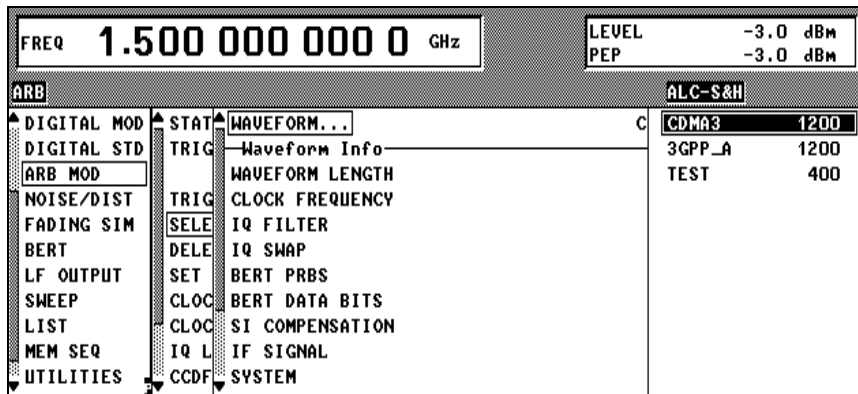 FREQ 1.500 000 000 0 GHz
LEVEL -3.0 dBm
PEP -3.0 dBm
ARB
ALC-S&H
DIGITAL MOD
DIGITAL STD
ARB MOD
NOISE/DIST
FADING SIM
BERT
LF OUTPUT
SWEEP
LIST
MEM SEQ
UTILITIES
STAT
TRIG
TRIG
SELE
DELE
SET
CLOC
CLOC
IQ L
CCDF
WAVEFORM... C
Waveform Info
WAVEFORM LENGTH
CLOCK FREQUENCY
IQ FILTER
IQ SWAP
BERT PRBS
BERT DATA BITS
SI COMPENSATION
IF SIGNAL
SYSTEM
CDMA3 1200
3GPP_A 1200
TEST 400